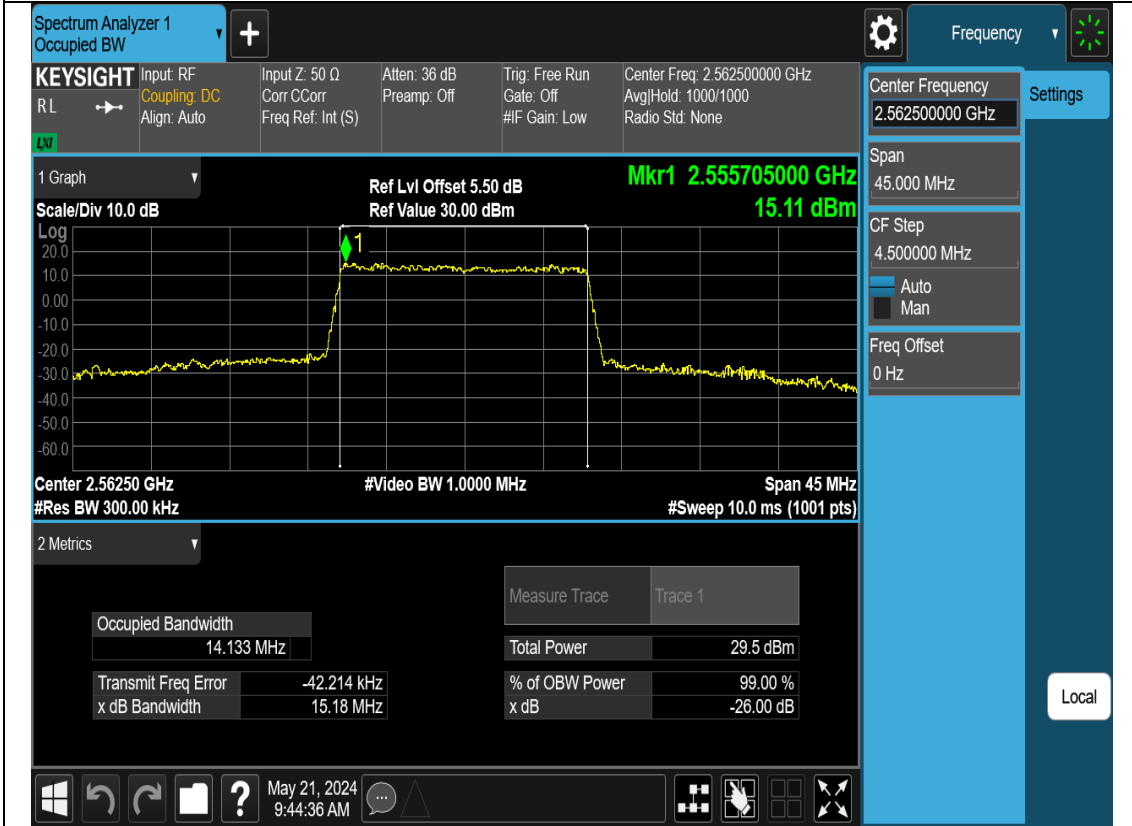 Spectrum Analyzer 1
Occupied BW
Frequency
KEYSIGHT
RL
LXI
Input: RF
Coupling: DC
Align: Auto
Input Z: 50 Ω
Corr CCorr
Freq Ref: Int (S)
Atten: 36 dB
Preamp: Off
Trig: Free Run
Gate: Off
#IF Gain: Low
Center Freq: 2.562500000 GHz
Avg|Hold: 1000/1000
Radio Std: None
Center Frequency
2.562500000 GHz
Settings
Span
45.000 MHz
CF Step
4.500000 MHz
Auto
Man
Freq Offset
0 Hz
Local
1 Graph
Scale/Div 10.0 dB
Ref Lvl Offset 5.50 dB
Ref Value 30.00 dBm
Mkr1 2.555705000 GHz
15.11 dBm
Log
1
20.0
10.0
0.00
-10.0
-20.0
-30.0
-40.0
-50.0
-60.0
Center 2.56250 GHz
#Video BW 1.0000 MHz
Span 45 MHz
#Res BW 300.00 kHz
#Sweep 10.0 ms (1001 pts)
2 Metrics
Measure Trace Trace 1
Occupied Bandwidth
14.133 MHz
Total Power 29.5 dBm
Transmit Freq Error -42.214 kHz
% of OBW Power 99.00 %
x dB Bandwidth 15.18 MHz
x dB -26.00 dB
?
May 21, 2024
9:44:36 AM